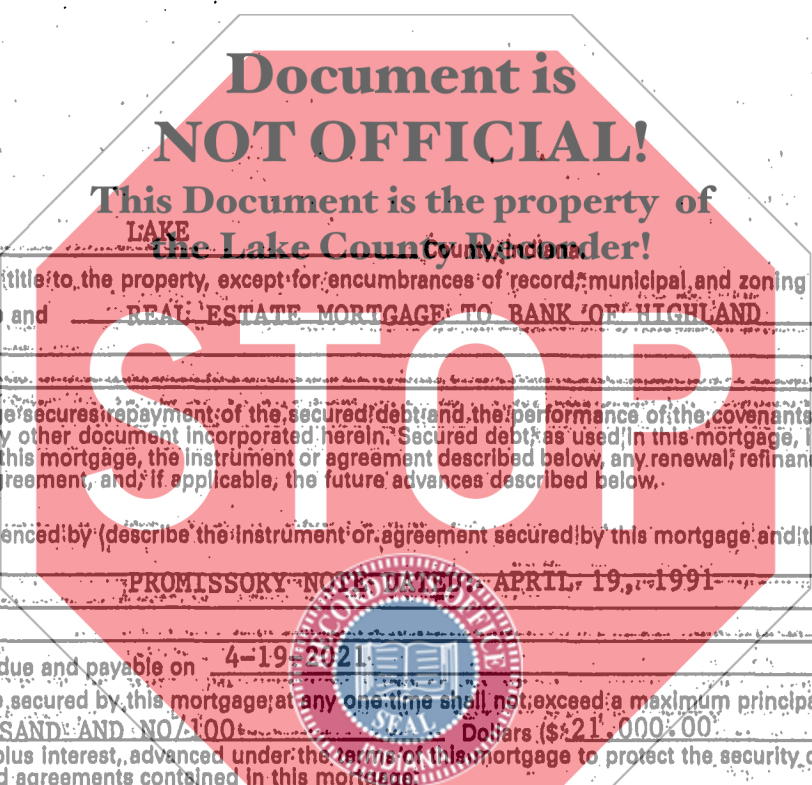 Document is
NOT OFFICIAL!
This Document is the property of
the Lake County Recorder!
LAKE County, Indiana.
title to the property, except for encumbrances of record, municipal and zoning
and REAL ESTATE MORTGAGE TO BANK OF HIGHLAND
STOP
secures repayment of the secured debt and the performance of the covenants
other document incorporated herein. Secured debt, as used in this mortgage,
this mortgage, the instrument or agreement described below, any renewal, refinan
reement, and, if applicable, the future advances described below.
enced by (describe the instrument or agreement secured by this mortgage and t
PROMISSORY NOTE DATED APRIL 19, 1991
due and payable on 4-19-2021
secured by this mortgage at any one time shall not exceed a maximum principa
SAND AND NO/100 Dollars ($ 21,000.00
plus interest, advanced under the terms of this mortgage to protect the security
agreements contained in this mortgage.
RECORDER OFFICE
SEAL
INDIANA